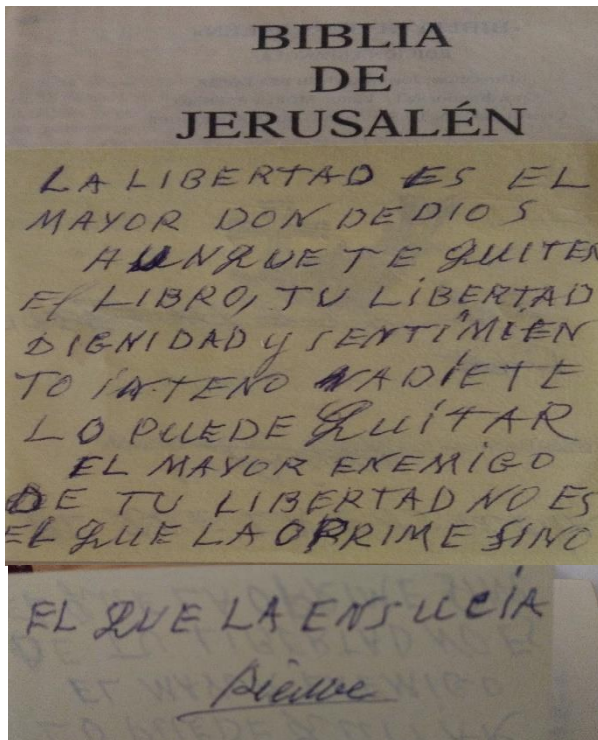 BIBLIA
DE
JERUSALÉN
LA LIBERTAD ES EL
MAYOR DON DE DIOS
AUNQUE TE QUITEN
El LIBRO, TU LIBERTAD
DIGNIDAD y SENTIMIEN
TO NADIE TE
LO PUEDE QUITAR
EL MAYOR ENEMIGO
DE TU LIBERTAD NO ES
EL QUE LA OPRIME SINO
EL QUE LA ENSUCIA